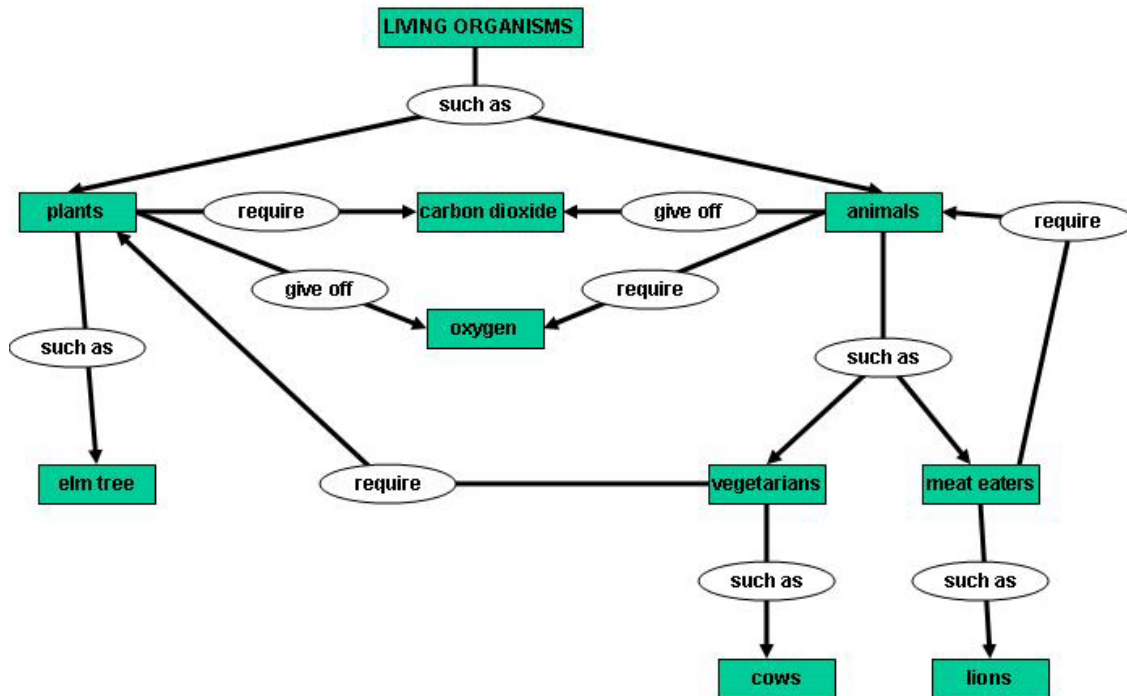 LIVING ORGANISMS
such as
plants
require
carbon dioxide
give off
animals
require
give off
oxygen
require
such as
such as
elm tree
require
vegetarians
meat eaters
such as
such as
cows
lions